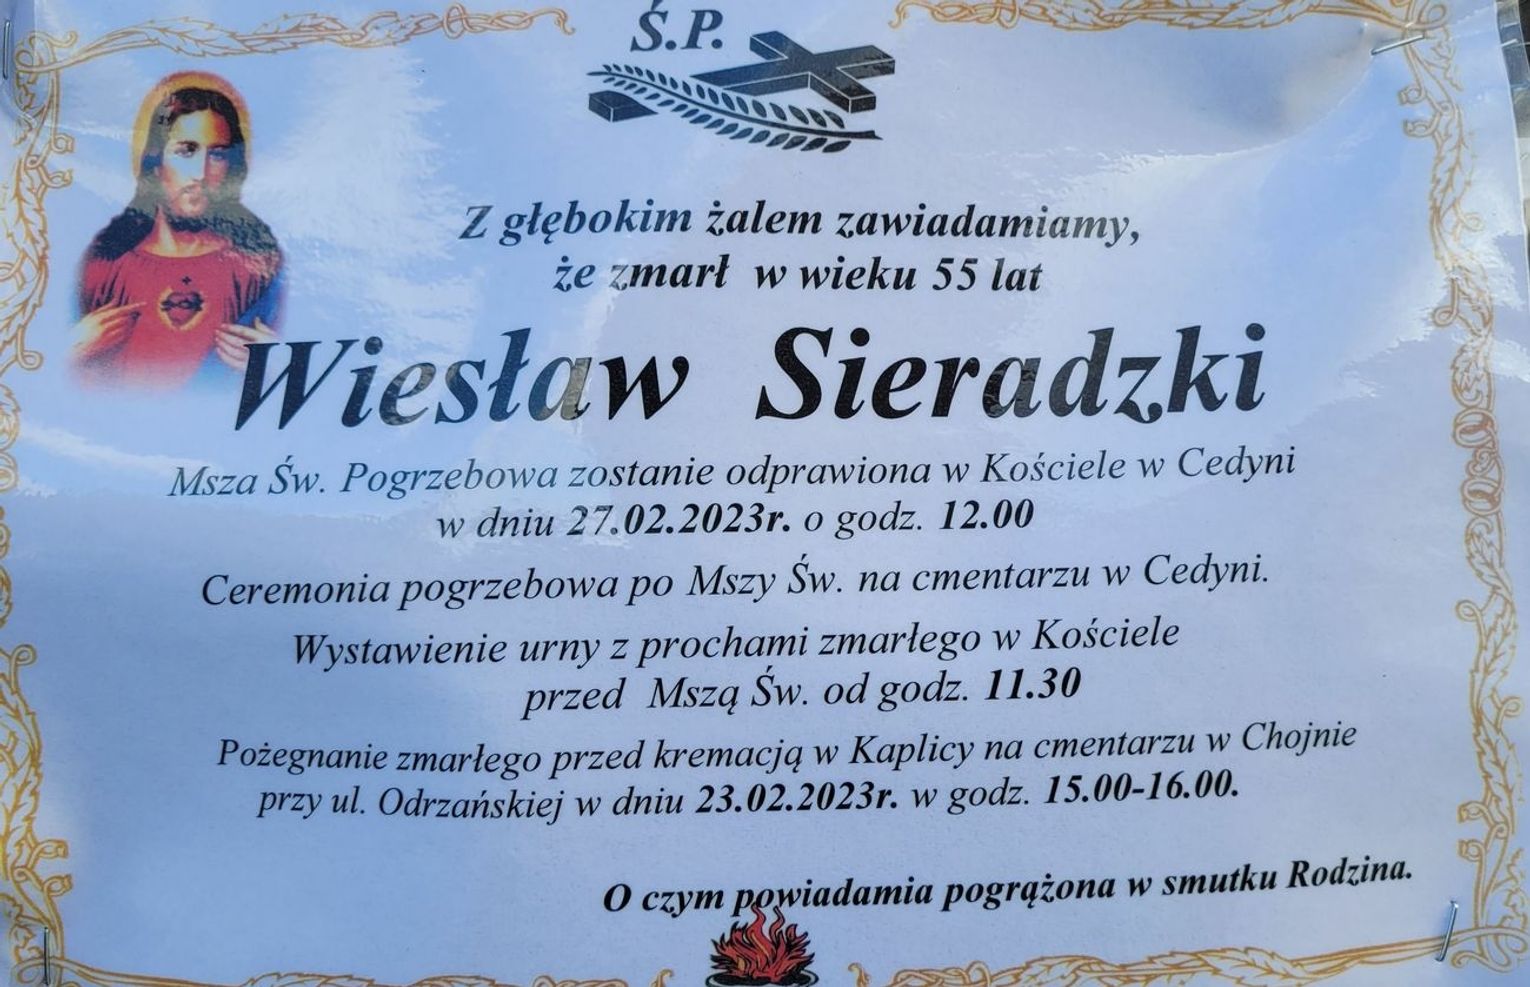 Ś.P.
Z głębokim żalem zawiadamiamy,
że zmarł w wieku 55 lat
Wiesław Sieradzki
Msza Św. Pogrzebowa zostanie odprawiona w Kościele w Cedyni
w dniu 27.02.2023r. o godz. 12.00
Ceremonia pogrzebowa po Mszy Św. na cmentarzu w Cedyni.
Wystawienie urny z prochami zmarłego w Kościele
przed Mszą Św. od godz. 11.30
Pożegnanie zmarłego przed kremacją w Kaplicy na cmentarzu w Chojnie
przy ul. Odrzańskiej w dniu 23.02.2023r. w godz. 15.00-16.00.
O czym powiadamia pogrążona w smutku Rodzina.